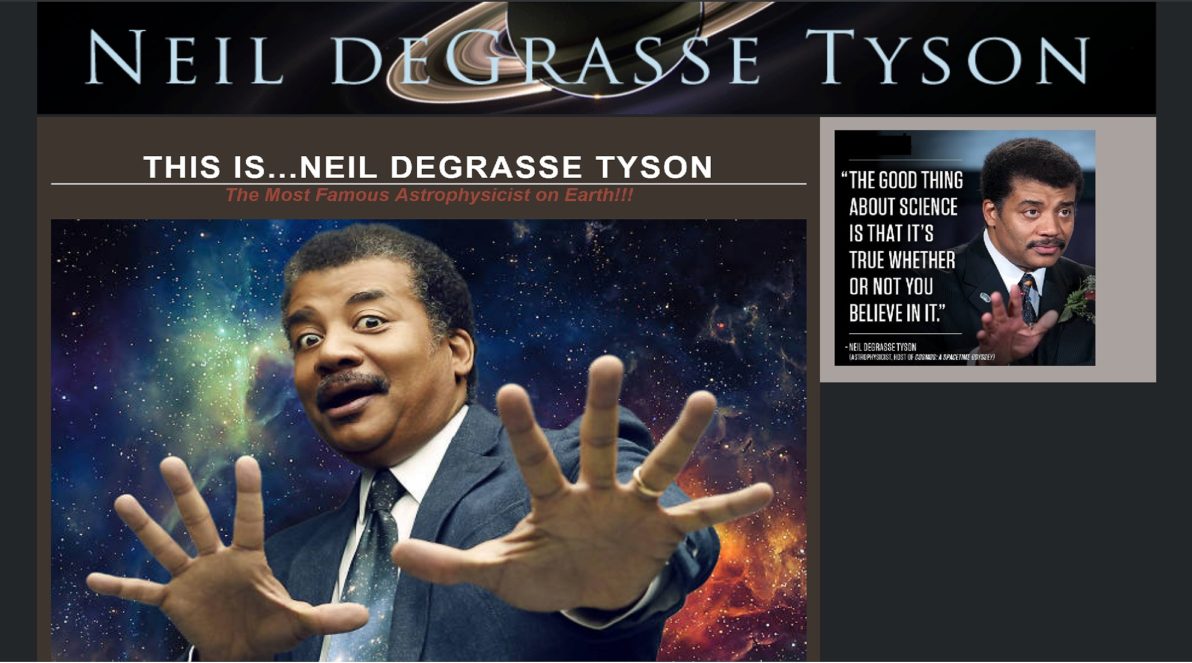 NEIL DEGRASSE TYSON
THIS IS...NEIL DEGRASSE TYSON
The Most Famous Astrophysicist on Earth!!!
“THE GOOD THING
ABOUT SCIENCE
IS THAT IT’S
TRUE WHETHER
OR NOT YOU
BELIEVE IN IT.”
- NEIL DEGRASSE TYSON
(ASTROPHYSICIST, HOST OF COSMOS: A SPACETIME ODYSSEY)